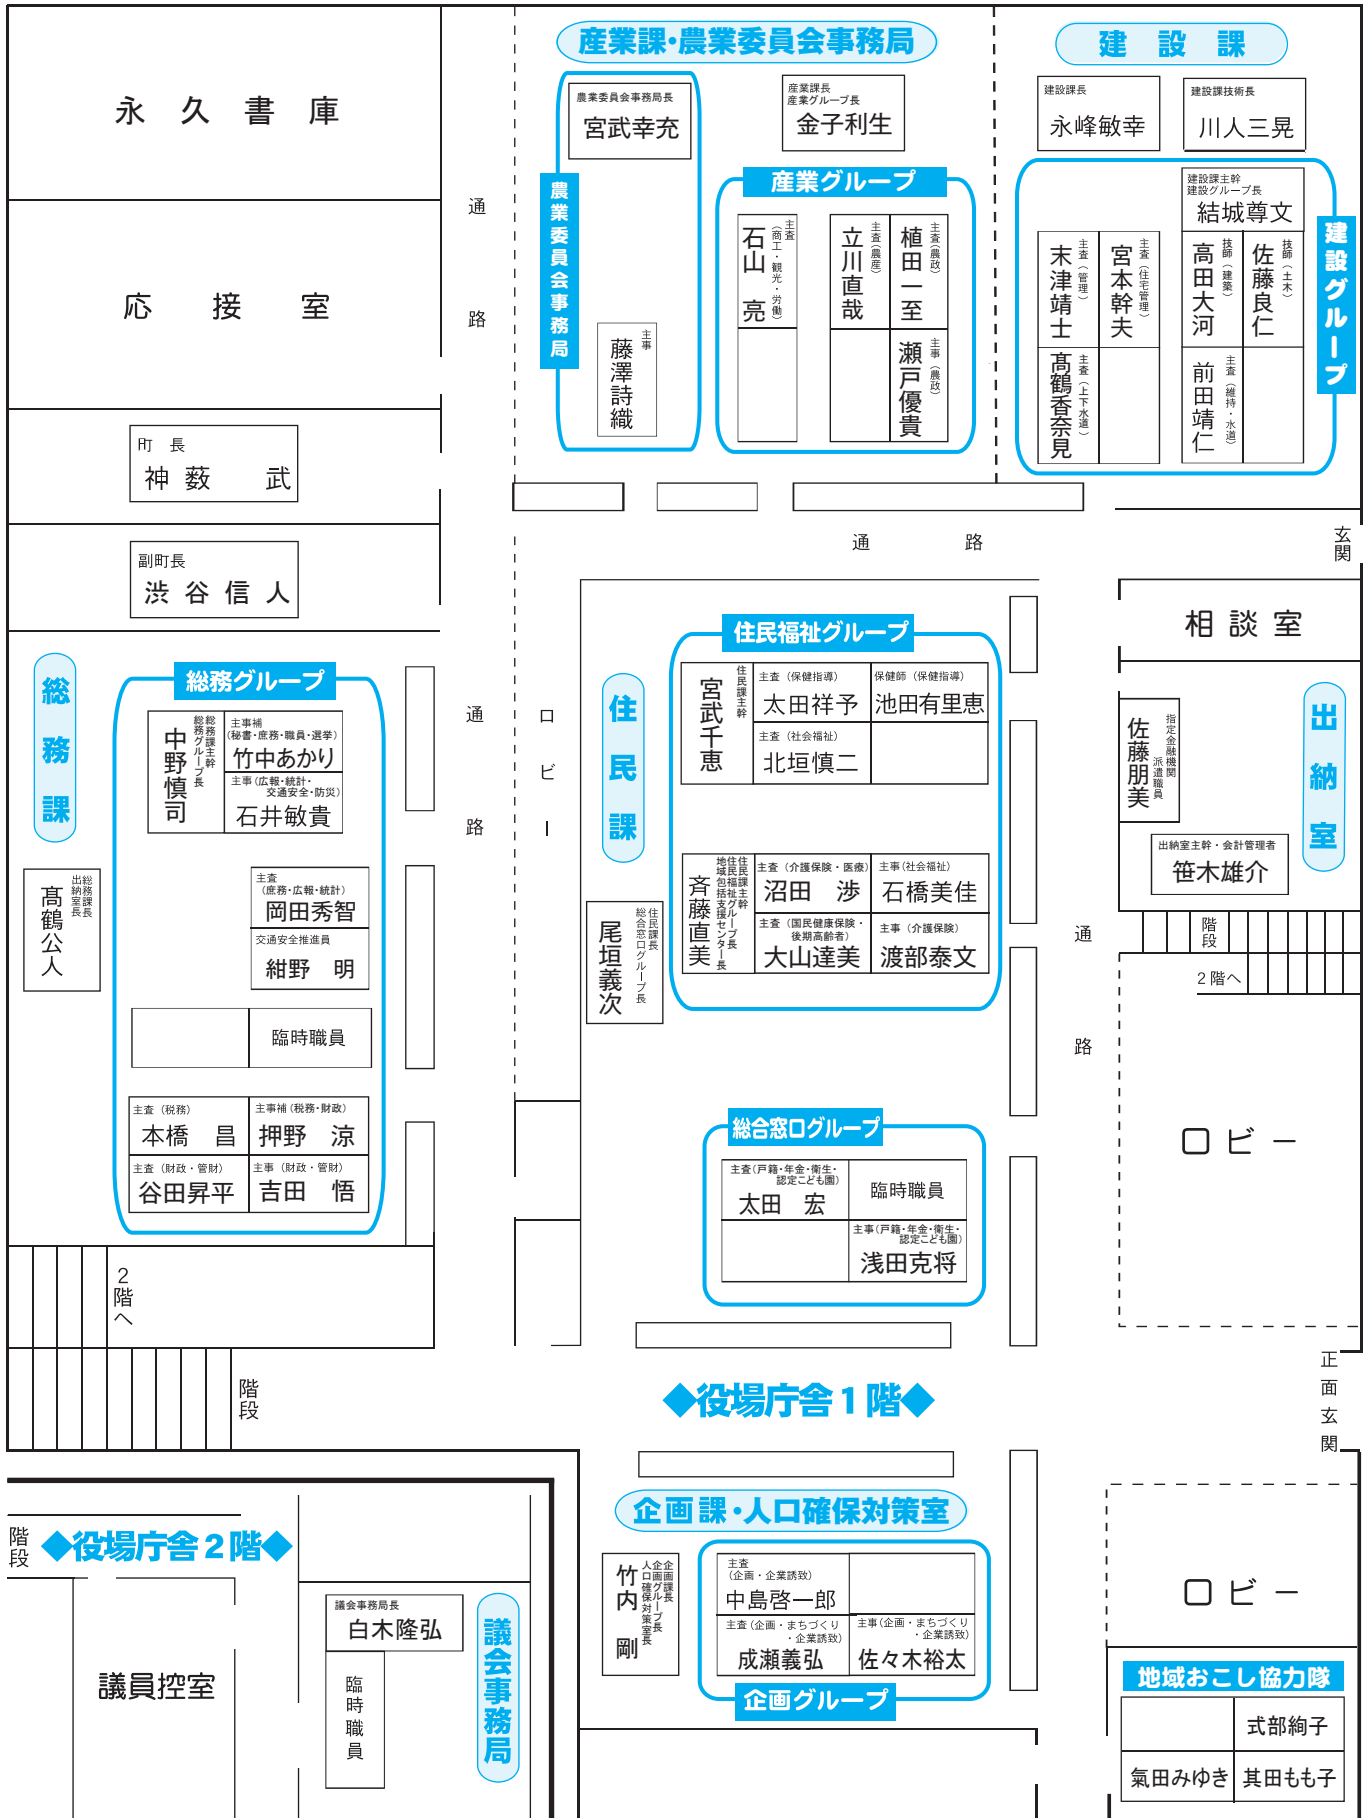 永久書庫
応接室
町長
神薮　武
副町長
渋谷信人
通路
産業課・農業委員会事務局
農業委員会事務局長
宮武幸充
農業委員会事務局
主事
藤澤詩織
産業課長
産業グループ長
金子利生
産業グループ
主査
（商工・観光・労働）
石山　亮
主査（農産）
立川直哉
主査（農政）
植田一至
主事（農政）
瀬戸優貴
建設課
建設課長
永峰敏幸
建設課技術長
川人三晃
建設グループ
建設課主幹
建設グループ長
結城尊文
主査（管理）
末津靖士
主査（住宅管理）
宮本幹夫
技師（建築）
高田大河
技師（土木）
佐藤良仁
主査（上下水道）
髙鶴香奈見
主査（維持・水道）
前田靖仁
通路
玄関
総務課
総務グループ
総務課主幹
総務グループ長
中野慎司
主事補
（秘書・庶務・職員・選挙）
竹中あかり
主事（広報・統計・
交通安全・防災）
石井敏貴
総務課長
出納室長
髙鶴公人
主査
（庶務・広報・統計）
岡田秀智
交通安全推進員
紺野　明
臨時職員
主査（税務）
本橋　昌
主事補（税務・財政）
押野　涼
主査（財政・管財）
谷田昇平
主事（財政・管財）
吉田　悟
2階へ
階段
通路
ロビー
住民課
住民福祉グループ
住民課主幹
宮武千恵
主査（保健指導）
太田祥予
保健師（保健指導）
池田有里恵
主査（社会福祉）
北垣慎二
住民課主幹
住民福祉グループ長
地域包括支援センター長
斉藤直美
主査（介護保険・医療）
沼田　渉
主事（社会福祉）
石橋美佳
主査（国民健康保険・
後期高齢者）
大山達美
主事（介護保険）
渡部泰文
住民課長
総合窓口グループ長
尾垣義次
総合窓口グループ
主査（戸籍・年金・衛生・
認定こども園）
太田　宏
臨時職員
主事（戸籍・年金・衛生・
認定こども園）
浅田克将
通路
相談室
出納室
指定金融機関
派遣職員
佐藤朋美
出納室主幹・会計管理者
笹木雄介
階段
2階へ
ロビー
正面玄関
◆役場庁舎1階◆
企画課・人口確保対策室
企画課長
企画グループ長
人口確保対策室長
竹内　剛
主査
（企画・企業誘致）
中島啓一郎
主査（企画・まちづくり
・企業誘致）
成瀬義弘
主事（企画・まちづくり
・企業誘致）
佐々木裕太
企画グループ
ロビー
地域おこし協力隊
式部絢子
氣田みゆき
其田もも子
階段
◆役場庁舎2階◆
議員控室
議会事務局長
白木隆弘
臨時職員
議会事務局